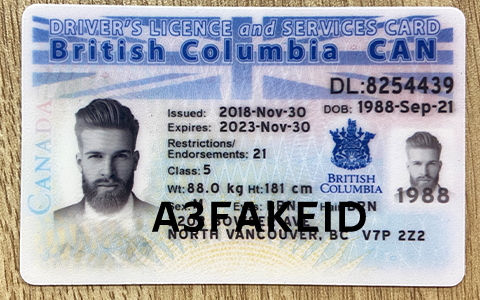 DRIVER'S LICENCE and SERVICES CARD
British Columbia CAN
CANADA
DL:8254439
Issued: 2018-Nov-30
DOB: 1988-Sep-21
Expires: 2023-Nov-30
Restrictions/
Endorsements: 21
Class: 5
Wt: 88.0 kg Ht: 181 cm
BRITISH
COLUMBIA
1988
A3FAKEID
NORTH VANCOUVER, BC V7P 2Z2